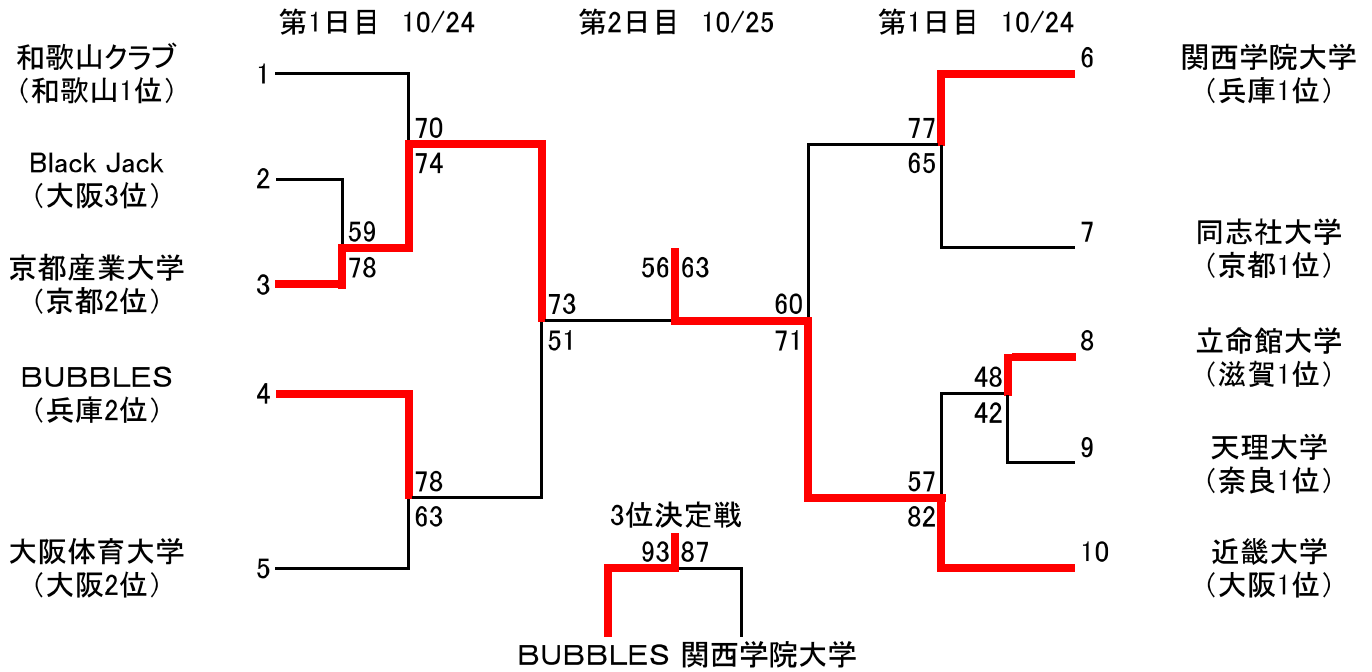 第1日目 10/24
第2日目 10/25
第1日目 10/24
和歌山クラブ
（和歌山1位）
1
Black Jack
（大阪3位）
2
京都産業大学
（京都2位）
3
BUBBLES
（兵庫2位）
4
大阪体育大学
（大阪2位）
5
70
74
59
78
78
63
73
51
56 63
60
71
77
65
48
42
57
82
6
関西学院大学
（兵庫1位）
7
同志社大学
（京都1位）
8
立命館大学
（滋賀1位）
9
天理大学
（奈良1位）
10
近畿大学
（大阪1位）
3位決定戦
93 87
BUBBLES 関西学院大学